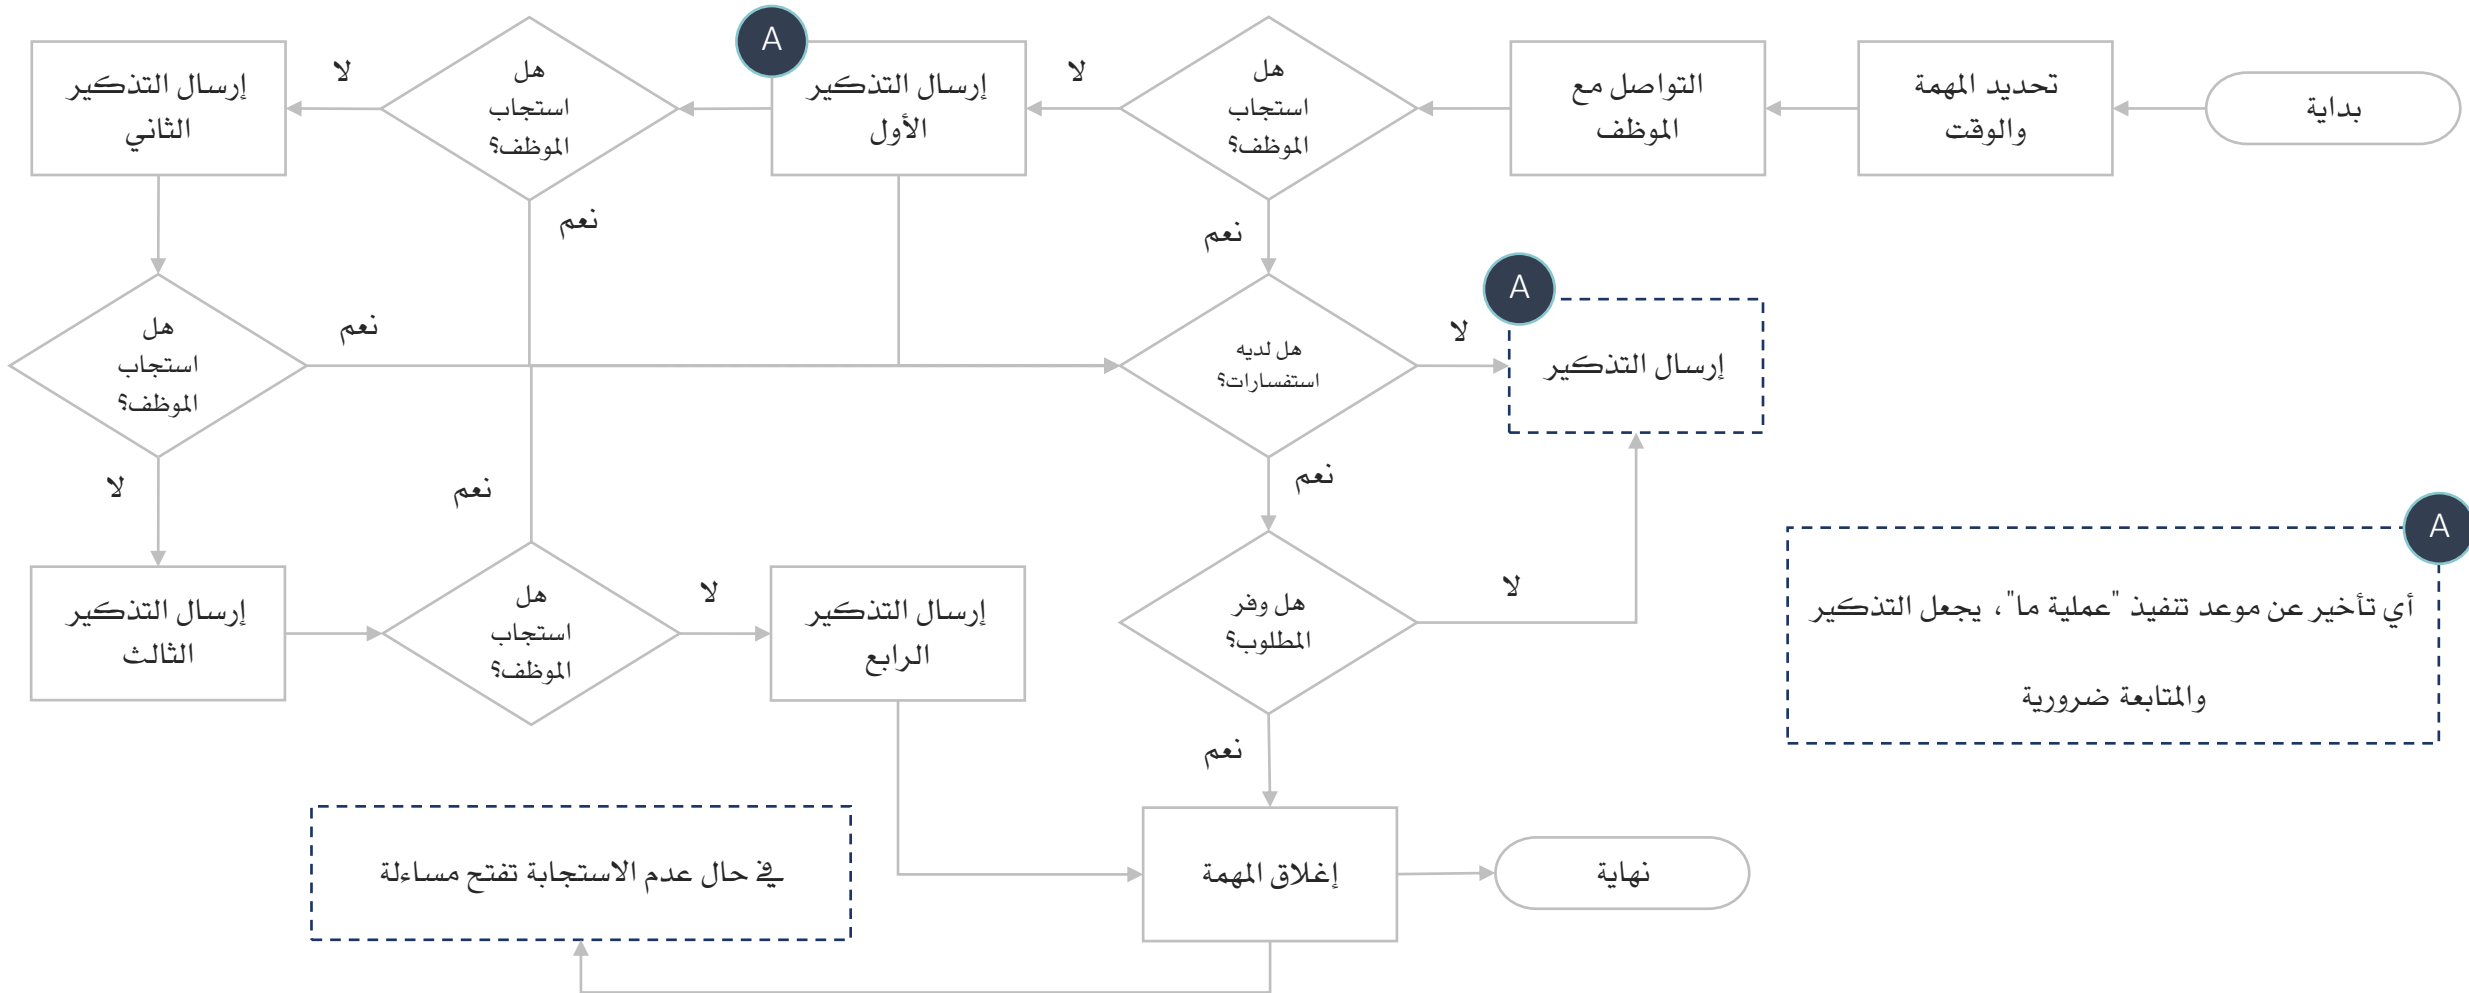 بداية
تحديد المهمة
والوقت
التواصل مع
الموظف
هل
استجاب
الموظف؟
لا
A
إرسال التذكير
الأول
هل
استجاب
الموظف؟
لا
إرسال التذكير
الثاني
نعم
نعم
هل لديه
استفسارات؟
لا
A
إرسال التذكير
نعم
هل
استجاب
الموظف؟
نعم
لا
نعم
A
أي تأخير عن موعد تنفيذ "عملية ما"، يجعل التذكير
والمتابعة ضرورية
هل وفر
المطلوب؟
لا
إرسال التذكير
الرابع
لا
هل
استجاب
الموظف؟
إرسال التذكير
الثالث
نعم
نهاية
إغلاق المهمة
في حال عدم الاستجابة تفتح مساءلة